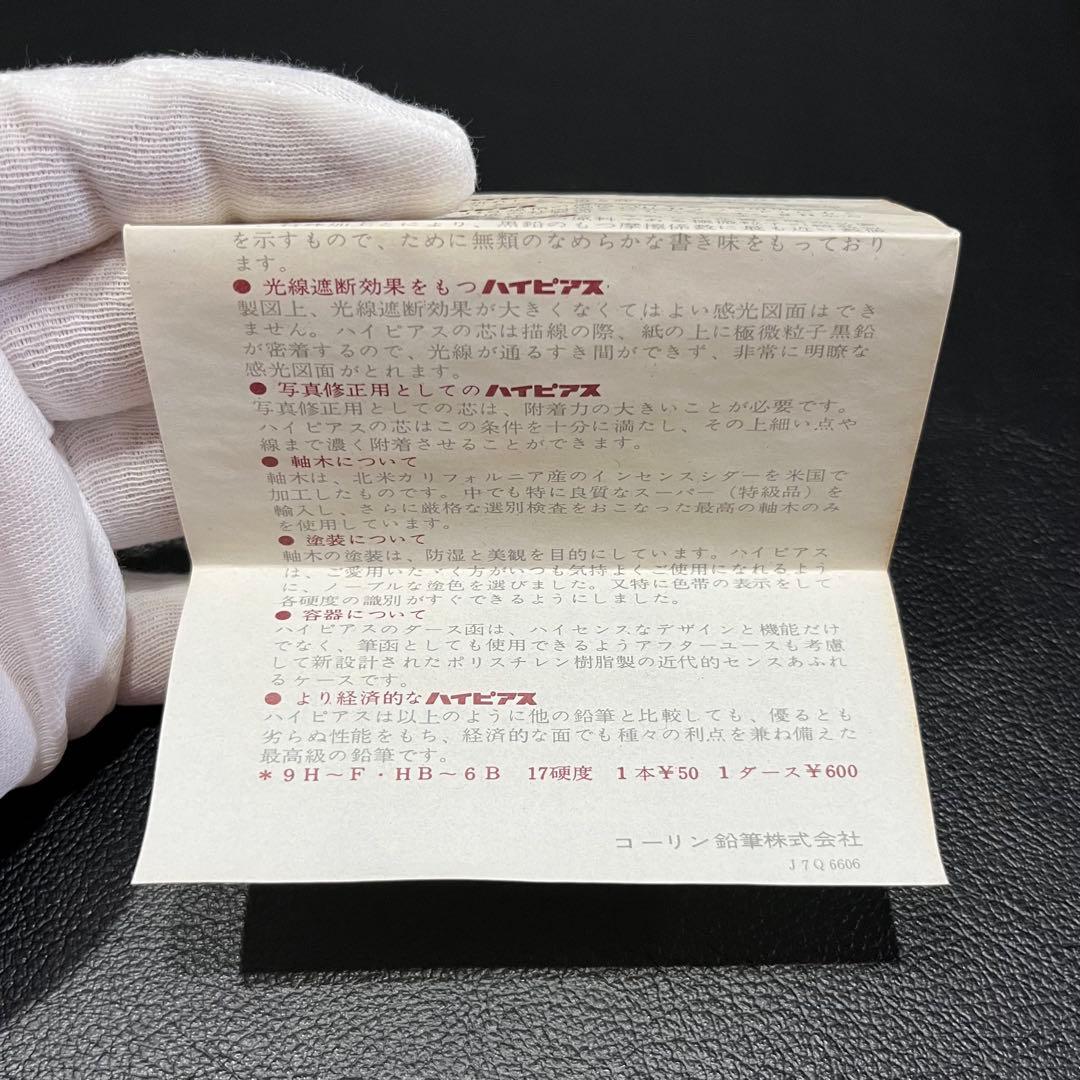 を示すもので、ために無類のなめらかな書き味をもっており
ます。
● 光線遮断効果をもつハイピアス
製図上、光線遮断効果が大きくなくてはよい感光図面はでき
ません。ハイピアスの芯は描線の際、紙の上に極微粒子黒鉛
が密着するので、光線が通るすき間ができず、非常に明瞭な
感光図面がとれます。
● 写真修正用としてのハイピアス
写真修正用としての芯は、附着力の大きいことが必要です。
ハイピアスの芯はこの条件を十分に満たし、その上細い点や
線まで濃く附着させることができます。
● 軸木について
軸木は、北米カリフォルニア産のインセンスシダーを米国で
加工したものです。中でも特に良質なスーパー(特級品)を
輸入し、さらに厳格な選別検査をおこなった最高の軸木のみ
を使用しています。
● 塗装について
軸木の塗装は、防湿と美観を目的にしています。ハイピアス
は、ご愛用いたゞく方がいつも気持よくご使用になれるよう
に、ノーブルな塗色を選びました。又特に色帯の表示をして
各硬度の識別がすぐできるようにしました。
● 容器について
ハイピアスのダース函は、ハイセンスなデザインと機能だけ
でなく、筆函としても使用できるようアフターユースも考慮
して新設計されたポリスチレン樹脂製の近代的センスあふれ
るケースです。
● より経済的なハイピアス
ハイピアスは以上のように他の鉛筆と比較しても、優るとも
劣らぬ性能をもち、経済的な面でも種々の利点を兼ね備えた
最高級の鉛筆です。
*9H〜F・HB〜6B 17硬度 1本¥50 1ダース¥600
コーリン鉛筆株式会社
J7Q6606